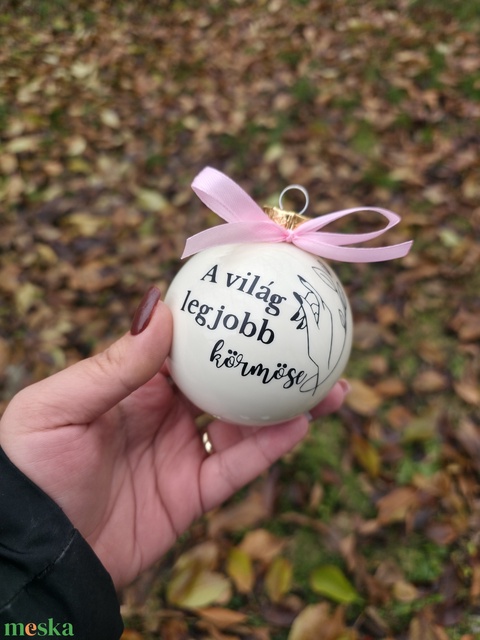 A világ
legjobb
körmöse
meska